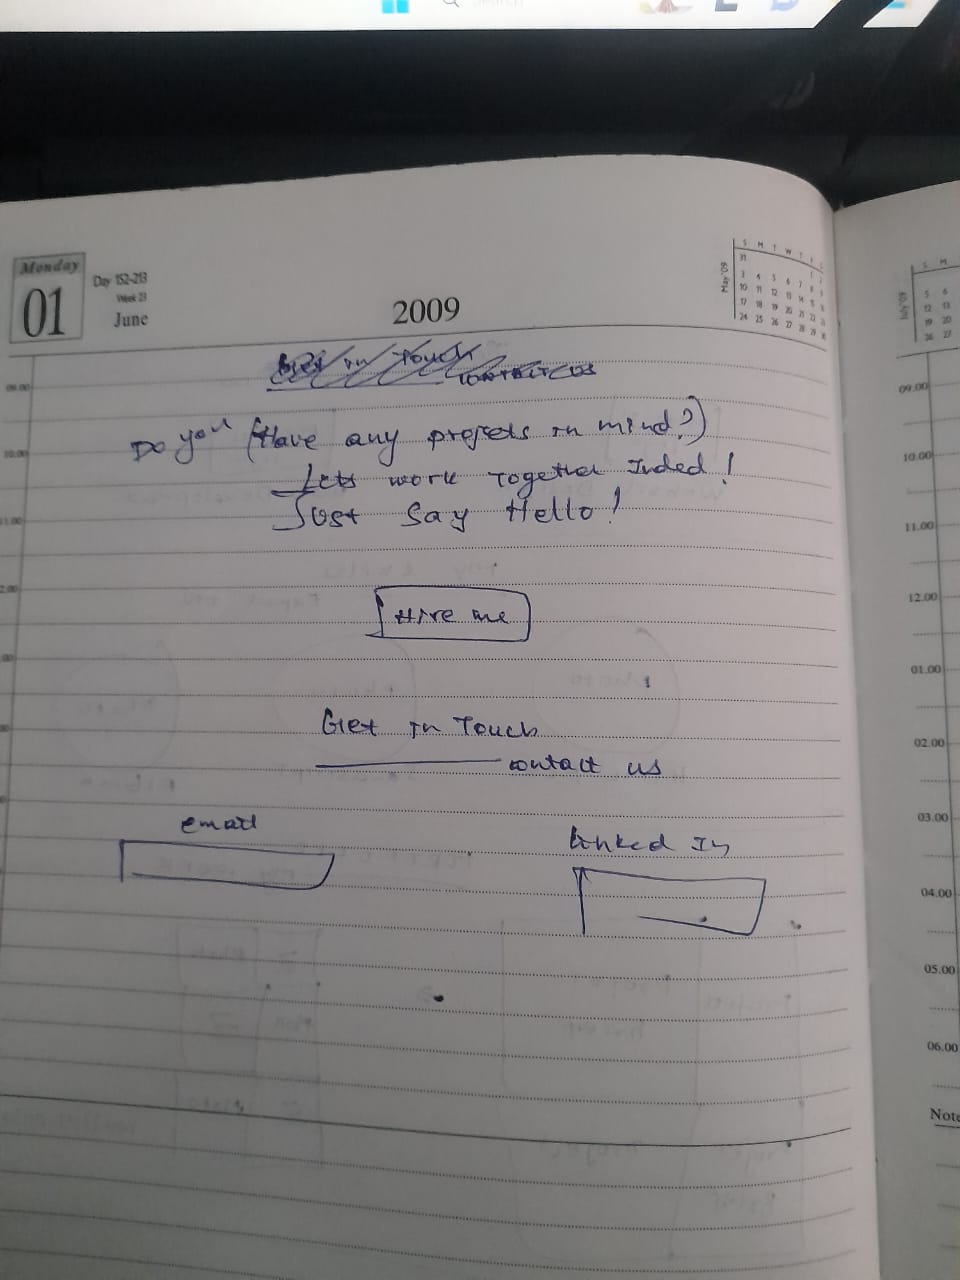 Monday
01
Day 152-213
Week 23
June
2009
May '09
S M T W T F S
31
3 4 5 6 7 8 9
10 11 12 13 14 15 16
17 18 19 20 21 22 23
24 25 26 27 28 29 30
Get in Touch
CONTACT US
Do you (Have any projets in mind?)
Lets work Together Inded!
Just Say Hello!
Hire me
Get In Touch
contact us
email
Linked In
09.00
10.00
11.00
July '09
S M
5 6
12 13
19 20
26 27
09.00
10.00
11.00
12.00
01.00
02.00
03.00
04.00
05.00
06.00
Note